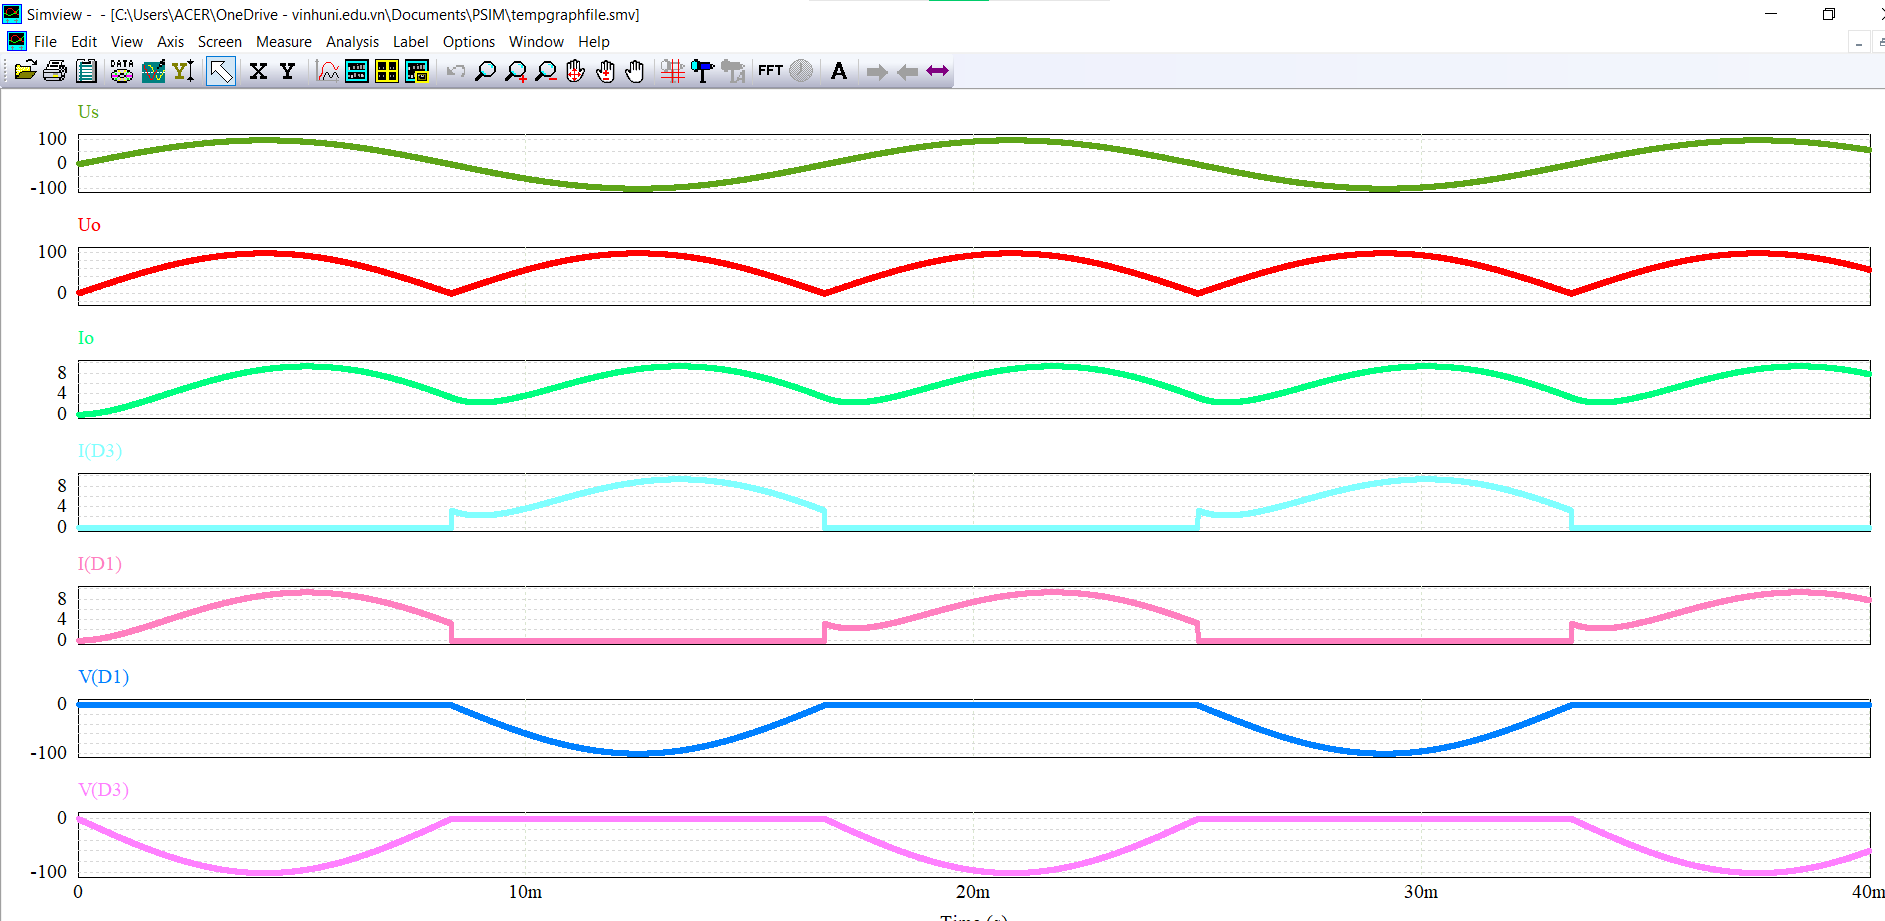 Simview - - [C:\Users\ACER\OneDrive - vinhuni.edu.vn\Documents\PSIM\tempgraphfile.smv]
File Edit View Axis Screen Measure Analysis Label Options Window Help
DATA Y X Y FFT A
Us
100
0
-100
Uo
100
0
Io
8
4
0
I(D3)
8
4
0
I(D1)
8
4
0
V(D1)
0
-100
V(D3)
0
-100
0 10m 20m 30m 40m
Time (s)